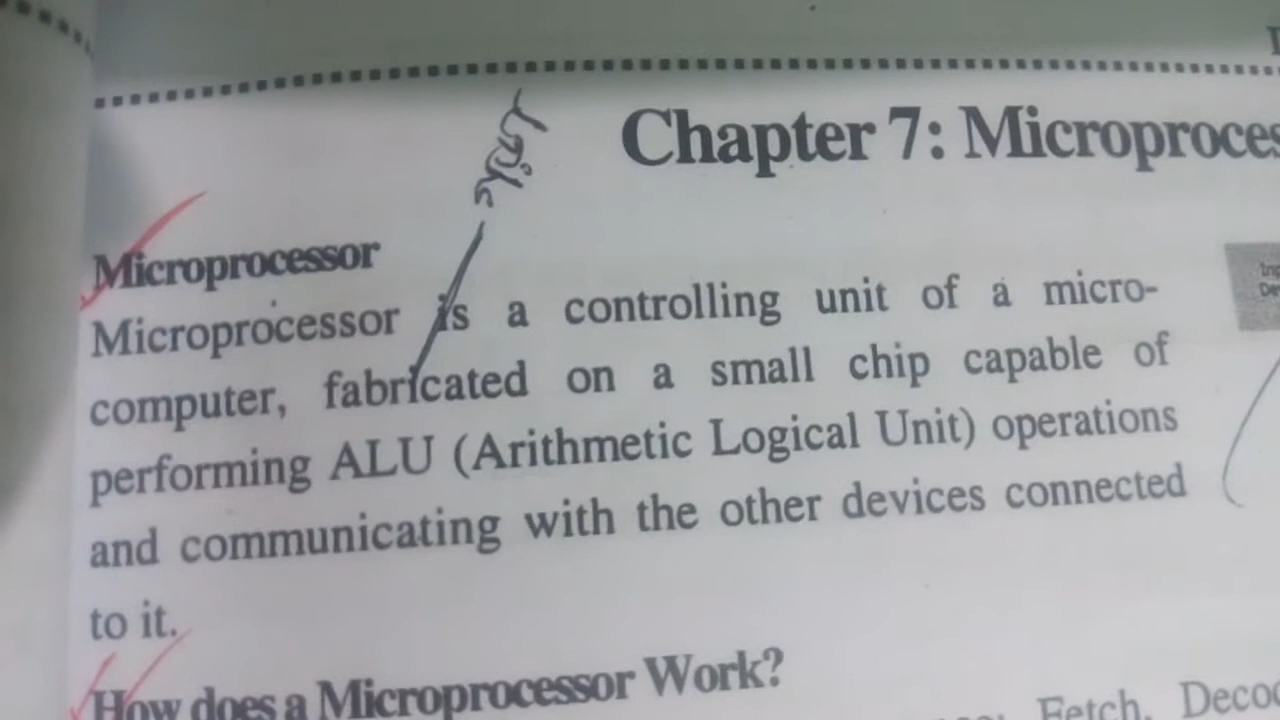 Chapter 7: Microproces
Microprocessor
Microprocessor is a controlling unit of a micro-
computer, fabricated on a small chip capable of
performing ALU (Arithmetic Logical Unit) operations
and communicating with the other devices connected
to it.
How does a Microprocessor Work?
Fetch, Decod